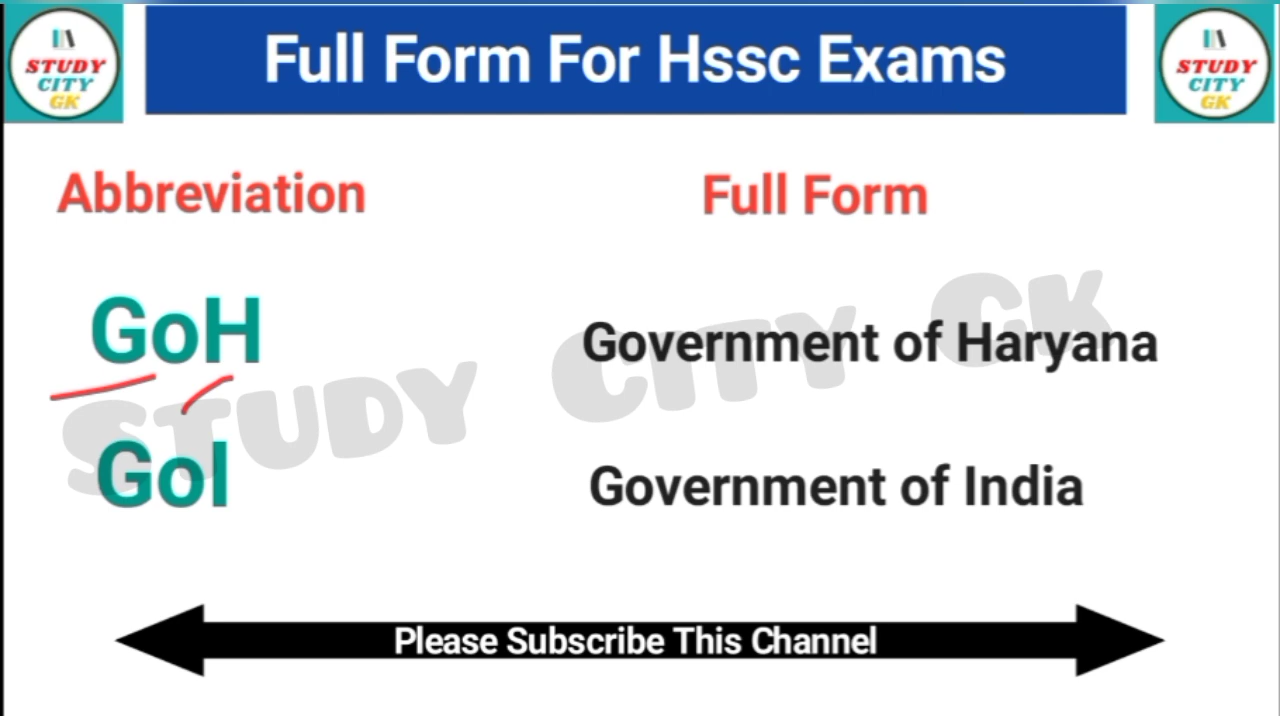 STUDY
CITY
GK
Full Form For Hssc Exams
STUDY
CITY
GK
Abbreviation Full Form
GoH Government of Haryana
STUDY CITY GK
GoI Government of India
Please Subscribe This Channel